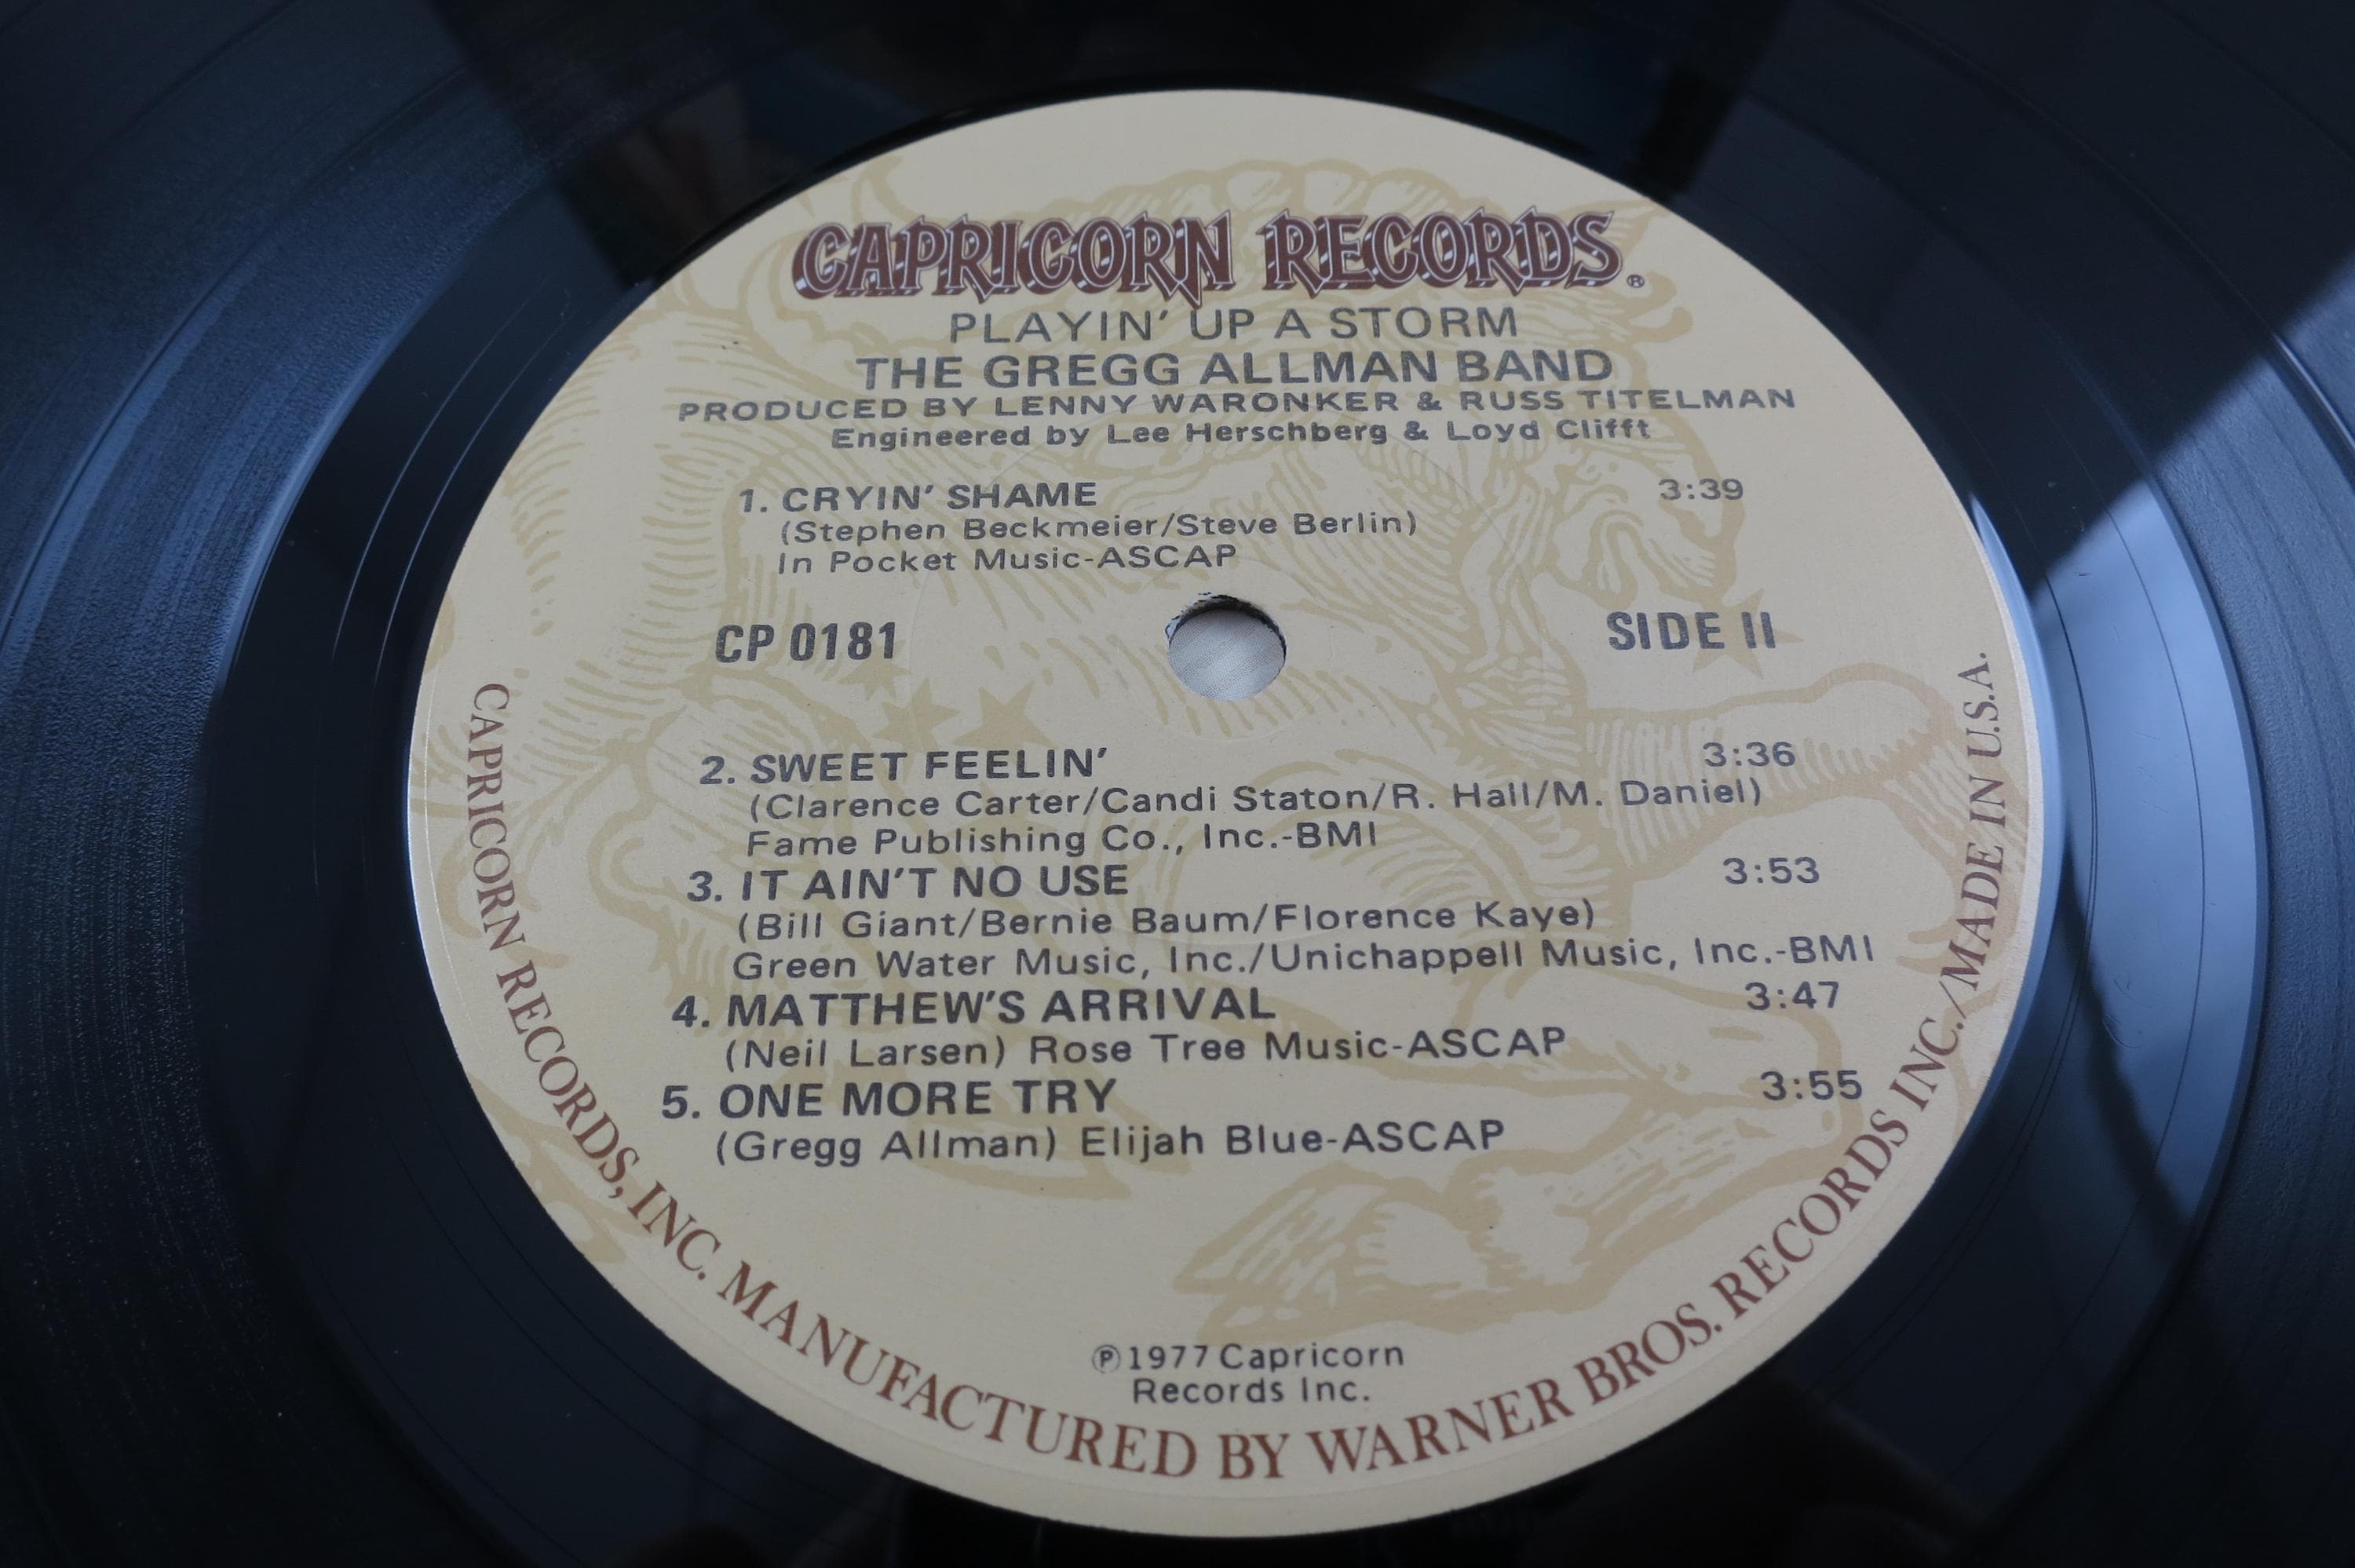 CAPRICORN RECORDS®
PLAYIN' UP A STORM
THE GREGG ALLMAN BAND
PRODUCED BY LENNY WARONKER & RUSS TITELMAN
Engineered by Lee Herschberg & Loyd Clifft
1. CRYIN' SHAME 3:39
(Stephen Beckmeier/Steve Berlin)
In Pocket Music-ASCAP
CP 0181 SIDE II
2. SWEET FEELIN' 3:36
(Clarence Carter/Candi Staton/R. Hall/M. Daniel)
Fame Publishing Co., Inc.-BMI
3. IT AIN'T NO USE 3:53
(Bill Giant/Bernie Baum/Florence Kaye)
Green Water Music, Inc./Unichappell Music, Inc.-BMI
4. MATTHEW'S ARRIVAL 3:47
(Neil Larsen) Rose Tree Music-ASCAP
5. ONE MORE TRY 3:55
(Gregg Allman) Elijah Blue-ASCAP
℗1977 Capricorn
Records Inc.
CAPRICORN RECORDS, INC. MANUFACTURED BY WARNER BROS. RECORDS INC./MADE IN U.S.A.